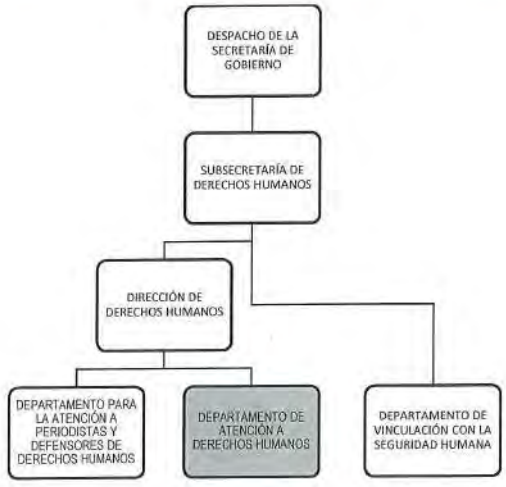 DESPACHO DE LA
SECRETARÍA DE
GOBIERNO
SUBSECRETARÍA DE
DERECHOS HUMANOS
DIRECCIÓN DE
DERECHOS HUMANOS
DEPARTAMENTO PARA
LA ATENCIÓN A
PERIODISTAS Y
DEFENSORES DE
DERECHOS HUMANOS
DEPARTAMENTO DE
ATENCIÓN A
DERECHOS HUMANOS
DEPARTAMENTO DE
VINCULACIÓN CON LA
SEGURIDAD HUMANA